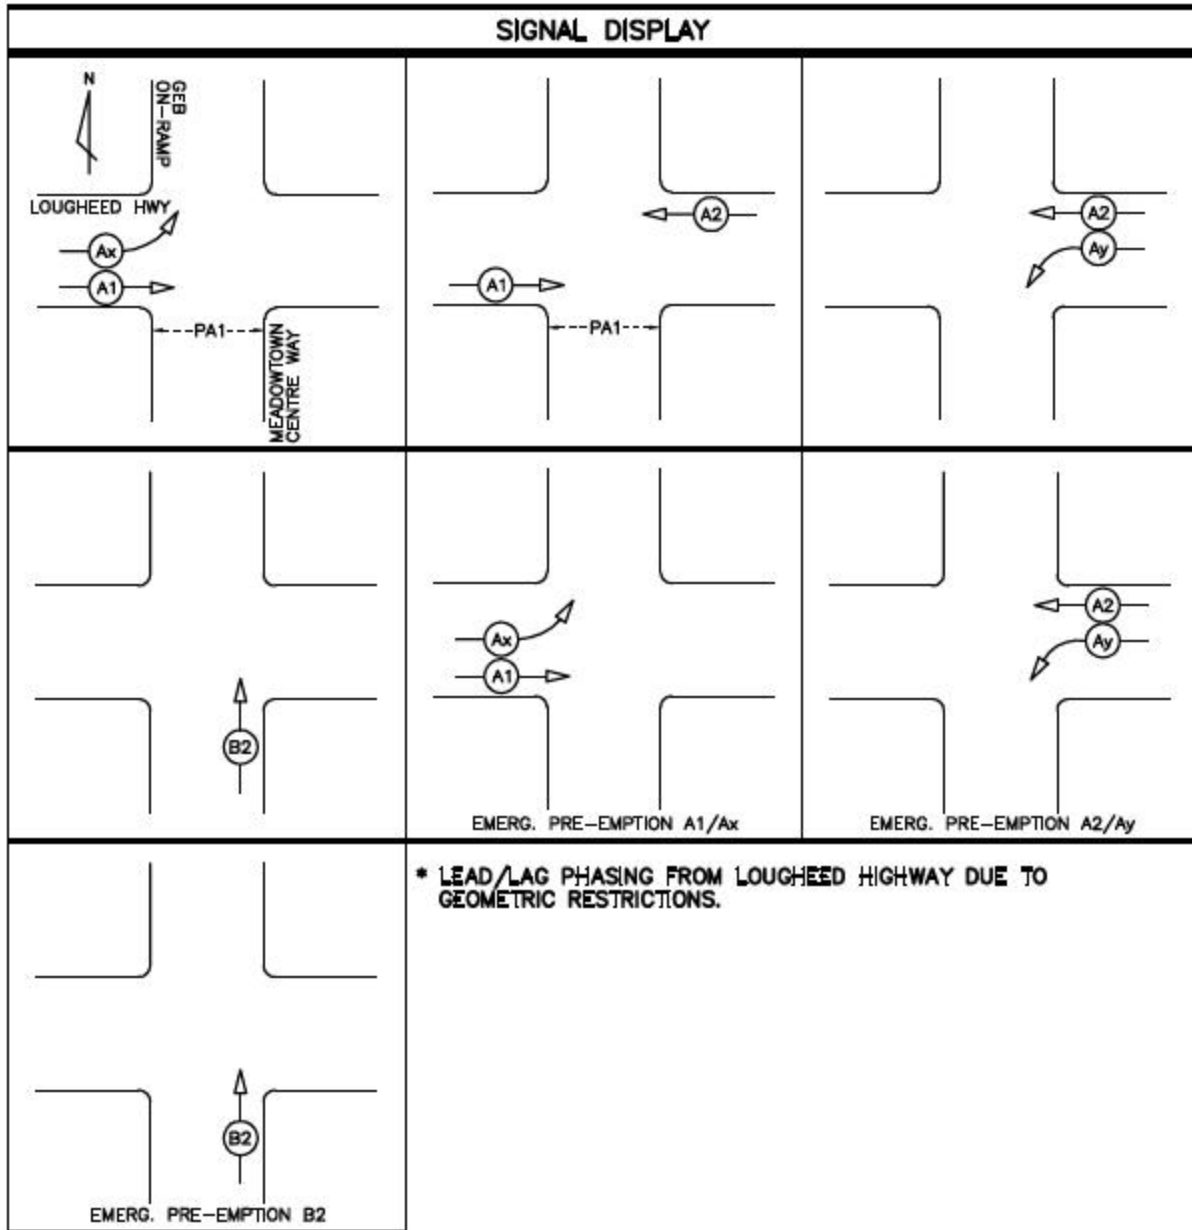 SIGNAL DISPLAY
N
GEB
ON-RAMP
LOUGHEED HWY
Ax
A1
PA1
MEADOWTOWN
CENTRE WAY
A2
A1
PA1
A2
Ay
B2
Ax
A1
EMERG. PRE-EMPTION A1/Ax
A2
Ay
EMERG. PRE-EMPTION A2/Ay
B2
EMERG. PRE-EMPTION B2
* LEAD/LAG PHASING FROM LOUGHEED HIGHWAY DUE TO
GEOMETRIC RESTRICTIONS.